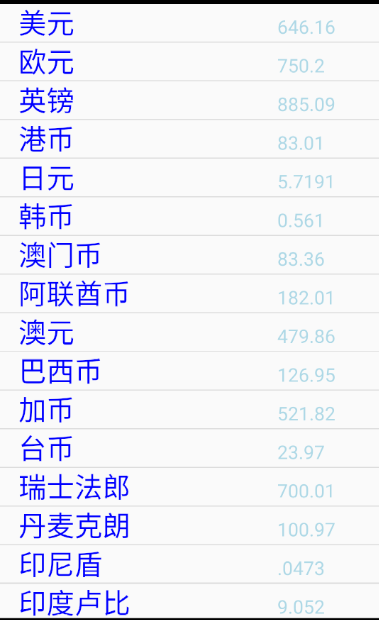 美元 646.16
欧元 750.2
英镑 885.09
港币 83.01
日元 5.7191
韩币 0.561
澳门币 83.36
阿联酋币 182.01
澳元 479.86
巴西币 126.95
加币 521.82
台币 23.97
瑞士法郎 700.01
丹麦克朗 100.97
印尼盾 .0473
印度卢比 9.052